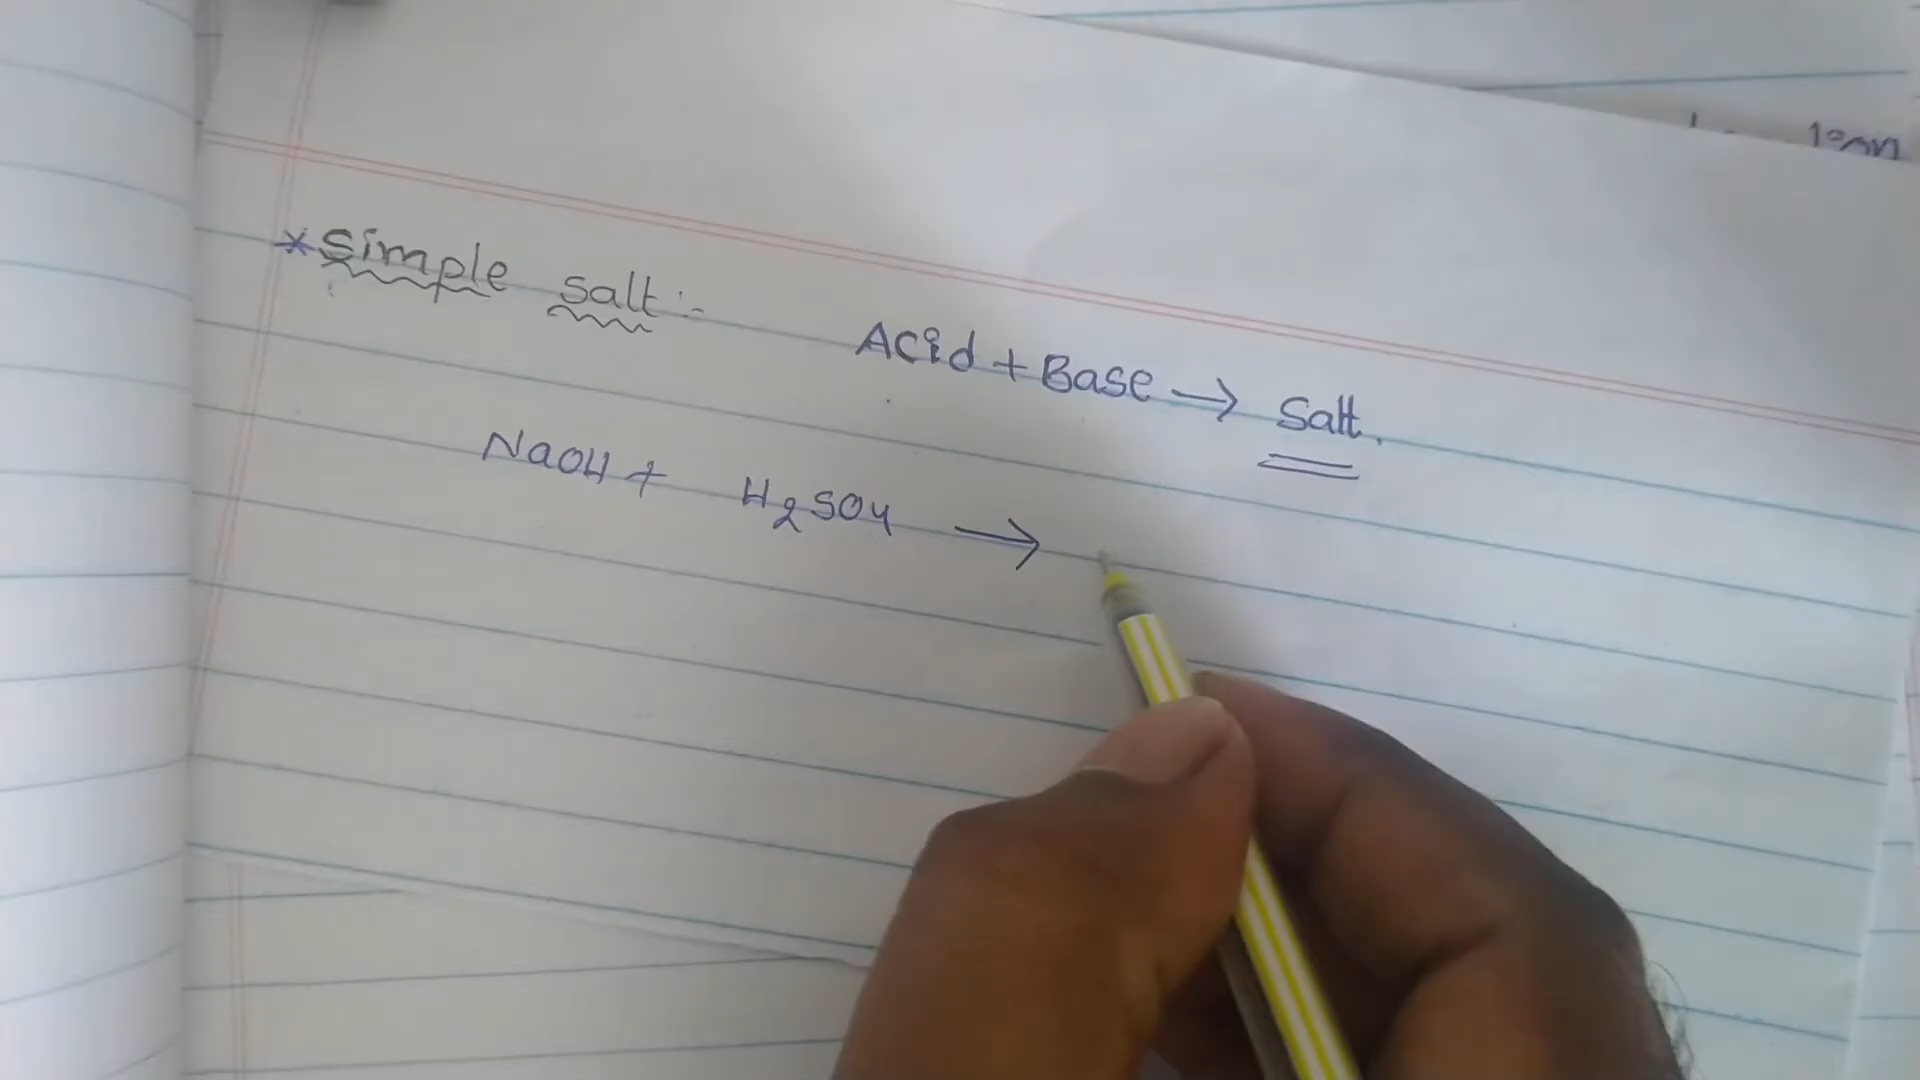 *Simple salt :-
Acid + Base → Salt.
NaOH + H₂SO₄ →